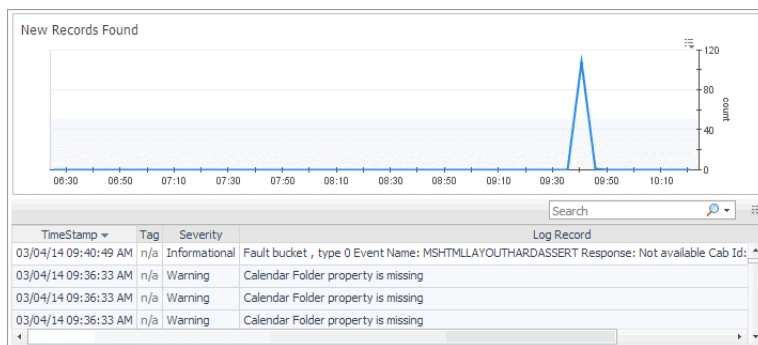 New Records Found
120
80
40
0
count
06:30 06:50 07:10 07:30 07:50 08:10 08:30 08:50 09:10 09:30 09:50 10:10
Search
TimeStamp Tag Severity Log Record
03/04/14 09:40:49 AM n/a Informational Fault bucket , type 0 Event Name: MSHTMLLAYOUTHARDASSERT Response: Not available Cab Id:
03/04/14 09:36:33 AM n/a Warning Calendar Folder property is missing
03/04/14 09:36:33 AM n/a Warning Calendar Folder property is missing
03/04/14 09:36:33 AM n/a Warning Calendar Folder property is missing